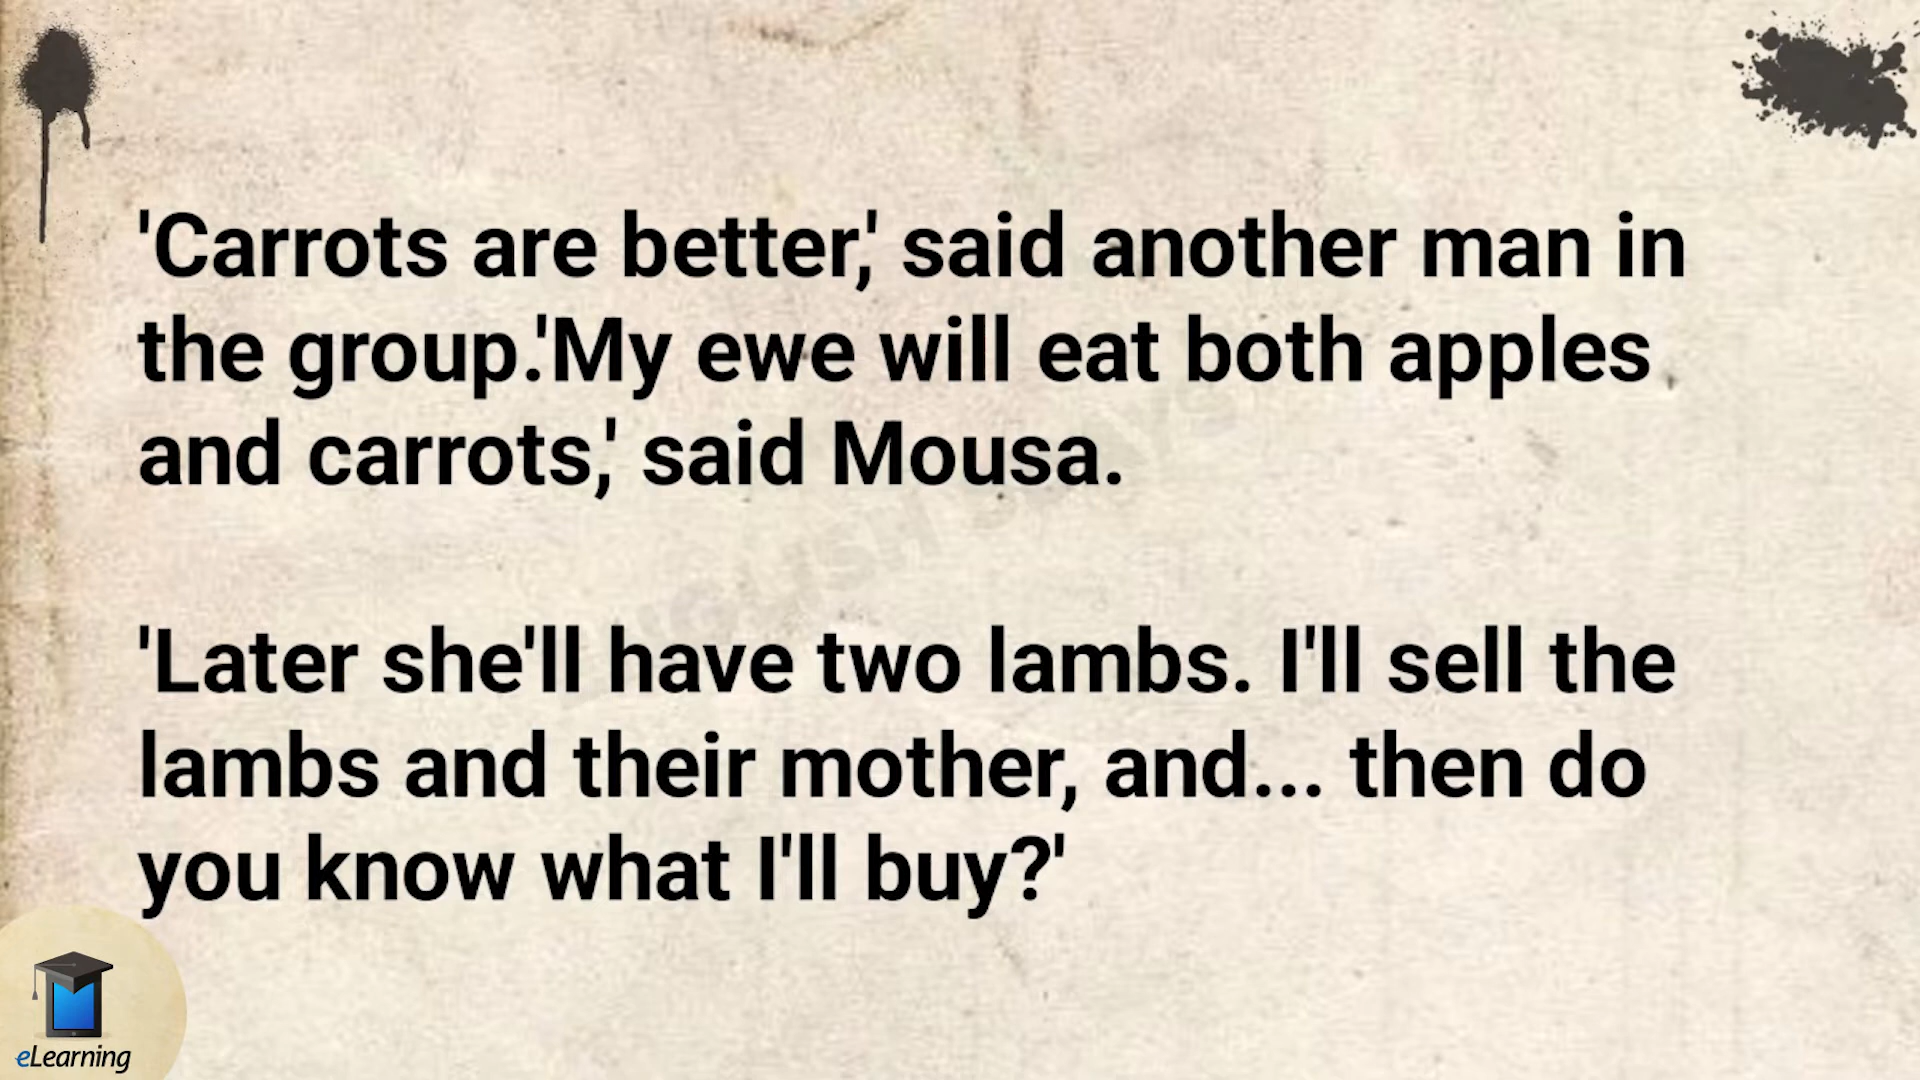 'Carrots are better,' said another man in
the group.'My ewe will eat both apples
and carrots,' said Mousa.
'Later she'll have two lambs. I'll sell the
lambs and their mother, and... then do
you know what I'll buy?'
eLearning